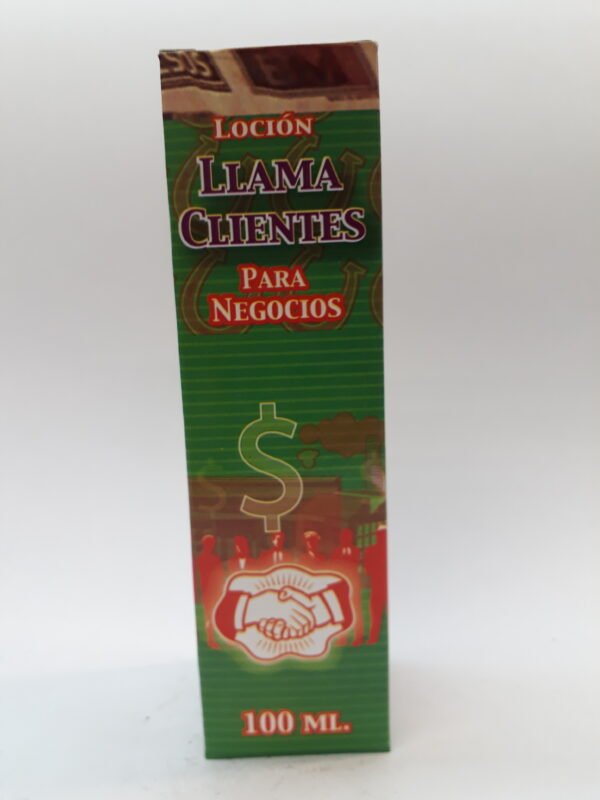 LOCIÓN
LLAMA
CLIENTES
PARA
NEGOCIOS
$
100 ML.